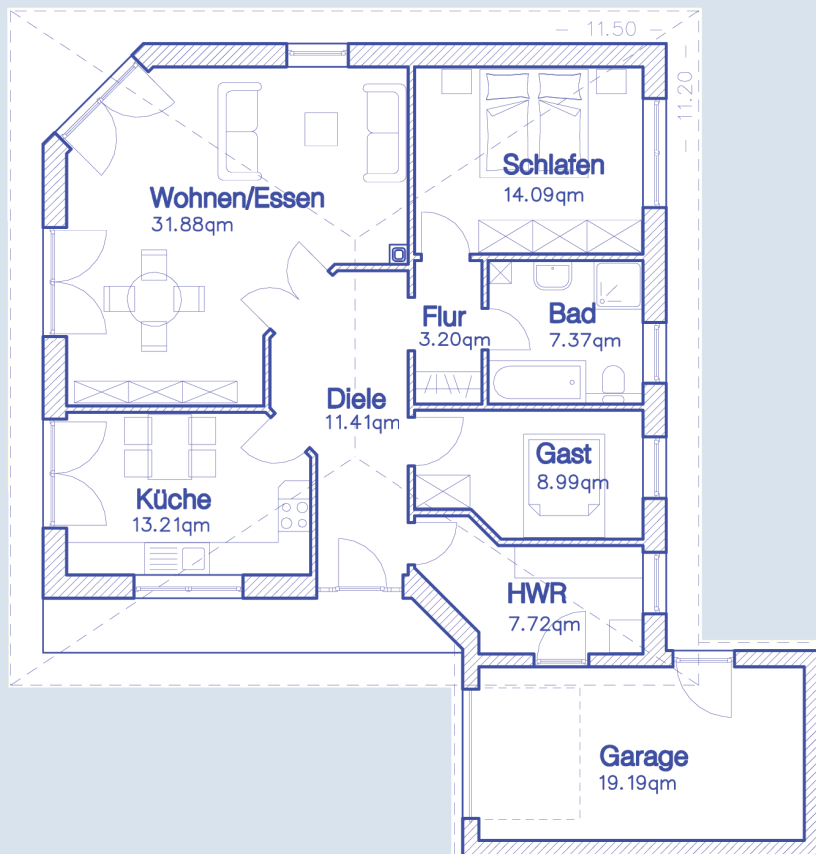 - 11.50 -
- 11.20 -
Schlafen
14.09qm
Wohnen/Essen
31.88qm
Flur
3.20qm
Bad
7.37qm
Diele
11.41qm
Gast
8.99qm
Küche
13.21qm
HWR
7.72qm
Garage
19.19qm